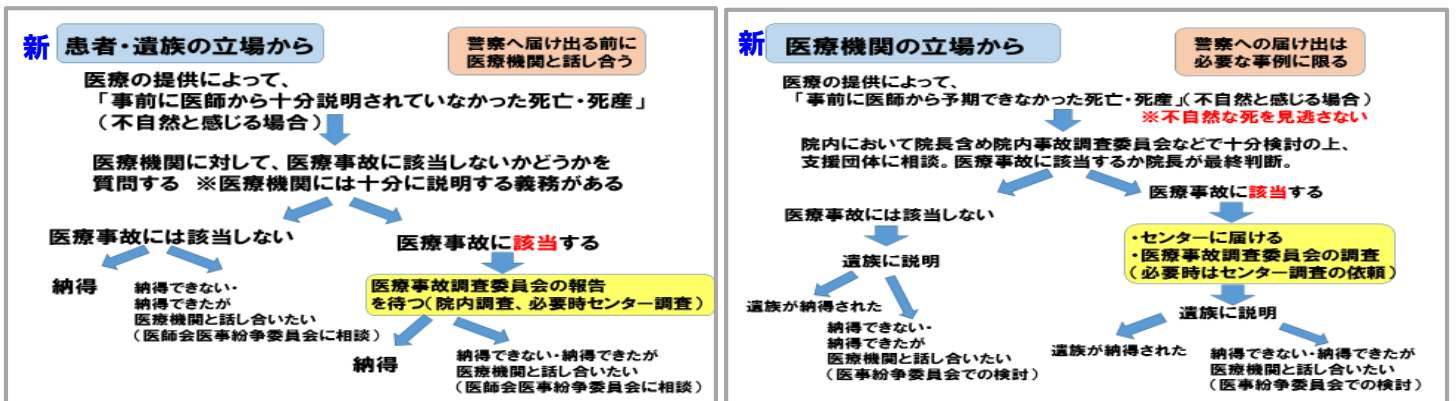 新 患者・遺族の立場から
警察へ届け出る前に
医療機関と話し合う
医療の提供によって、
「事前に医師から十分説明されていなかった死亡・死産」
（不自然と感じる場合）
医療機関に対して、医療事故に該当しないかどうかを
質問する ※医療機関には十分に説明する義務がある
医療事故には該当しない
医療事故に該当する
納得
納得できない・
納得できたが
医療機関と話し合いたい
（医師会医事紛争委員会に相談）
医療事故調査委員会の報告
を待つ（院内調査、必要時センター調査）
納得
納得できない・納得できたが
医療機関と話し合いたい
（医師会医事紛争委員会に相談）
新 医療機関の立場から
警察への届け出は
必要な事例に限る
医療の提供によって、
「事前に医師から予期できなかった死亡・死産」（不自然と感じる場合）
※不自然な死を見逃さない
院内において院長含め院内事故調査委員会などで十分検討の上、
支援団体に相談。医療事故に該当するか院長が最終判断。
医療事故に該当する
医療事故には該当しない
・センターに届ける
・医療事故調査委員会の調査
（必要時はセンター調査の依頼）
遺族に説明
遺族が納得された
納得できない・
納得できたが
医療機関と話し合いたい
（医事紛争委員会での検討）
遺族に説明
遺族が納得された
納得できない・納得できたが
医療機関と話し合いたい
（医事紛争委員会での検討）